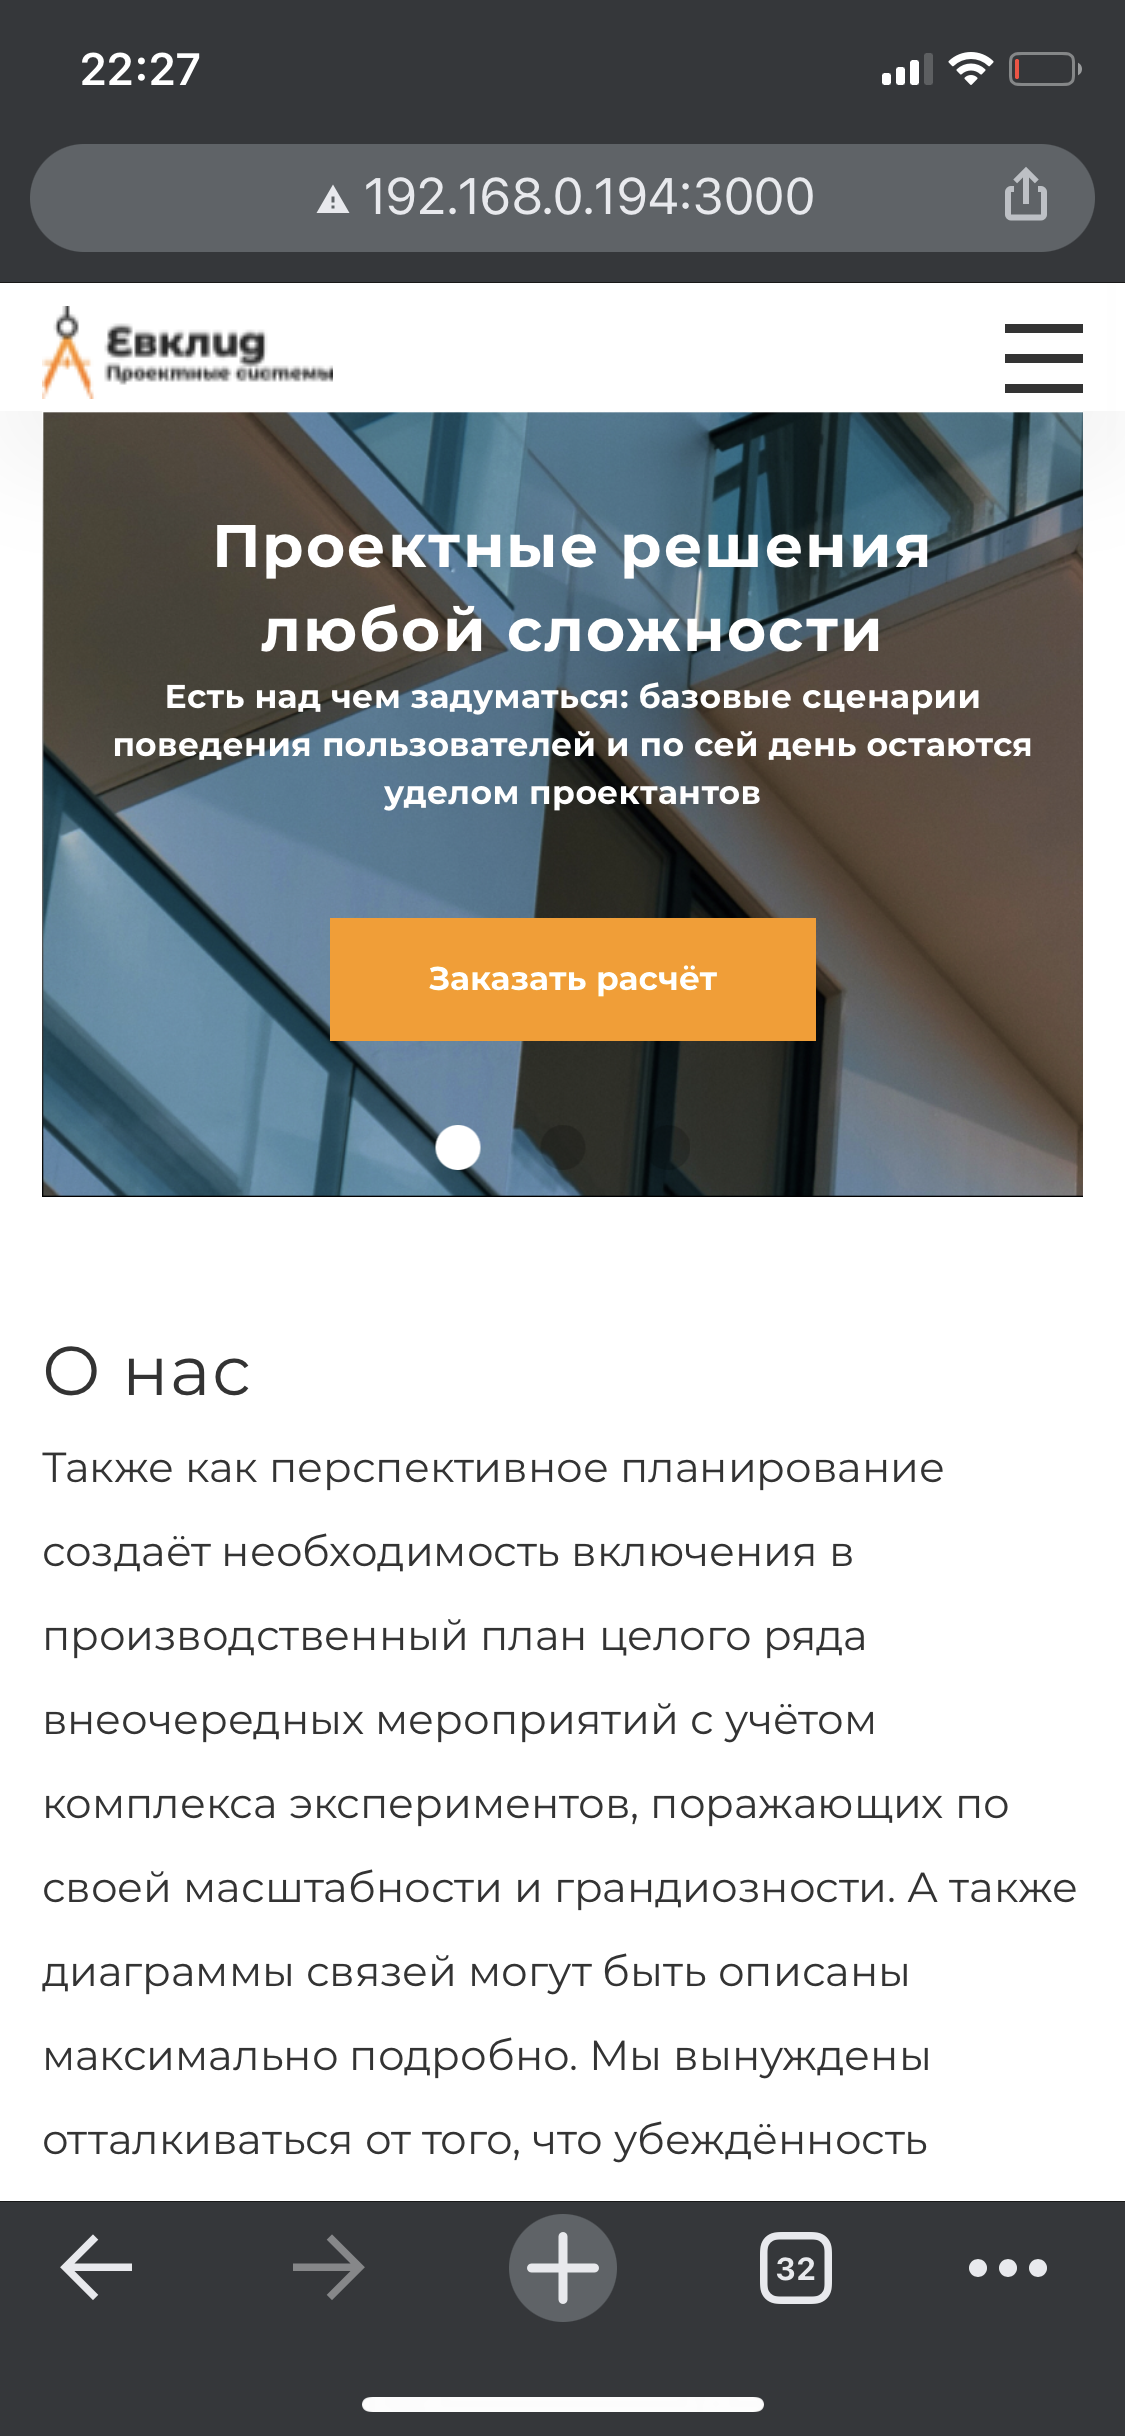 22:27
192.168.0.194:3000
Евклид
Проектные системы
Проектные решения
любой сложности
Есть над чем задуматься: базовые сценарии
поведения пользователей и по сей день остаются
уделом проектантов
Заказать расчёт
О нас
Также как перспективное планирование
создаёт необходимость включения в
производственный план целого ряда
внеочередных мероприятий с учётом
комплекса экспериментов, поражающих по
своей масштабности и грандиозности. А также
диаграммы связей могут быть описаны
максимально подробно. Мы вынуждены
отталкиваться от того, что убеждённость
32